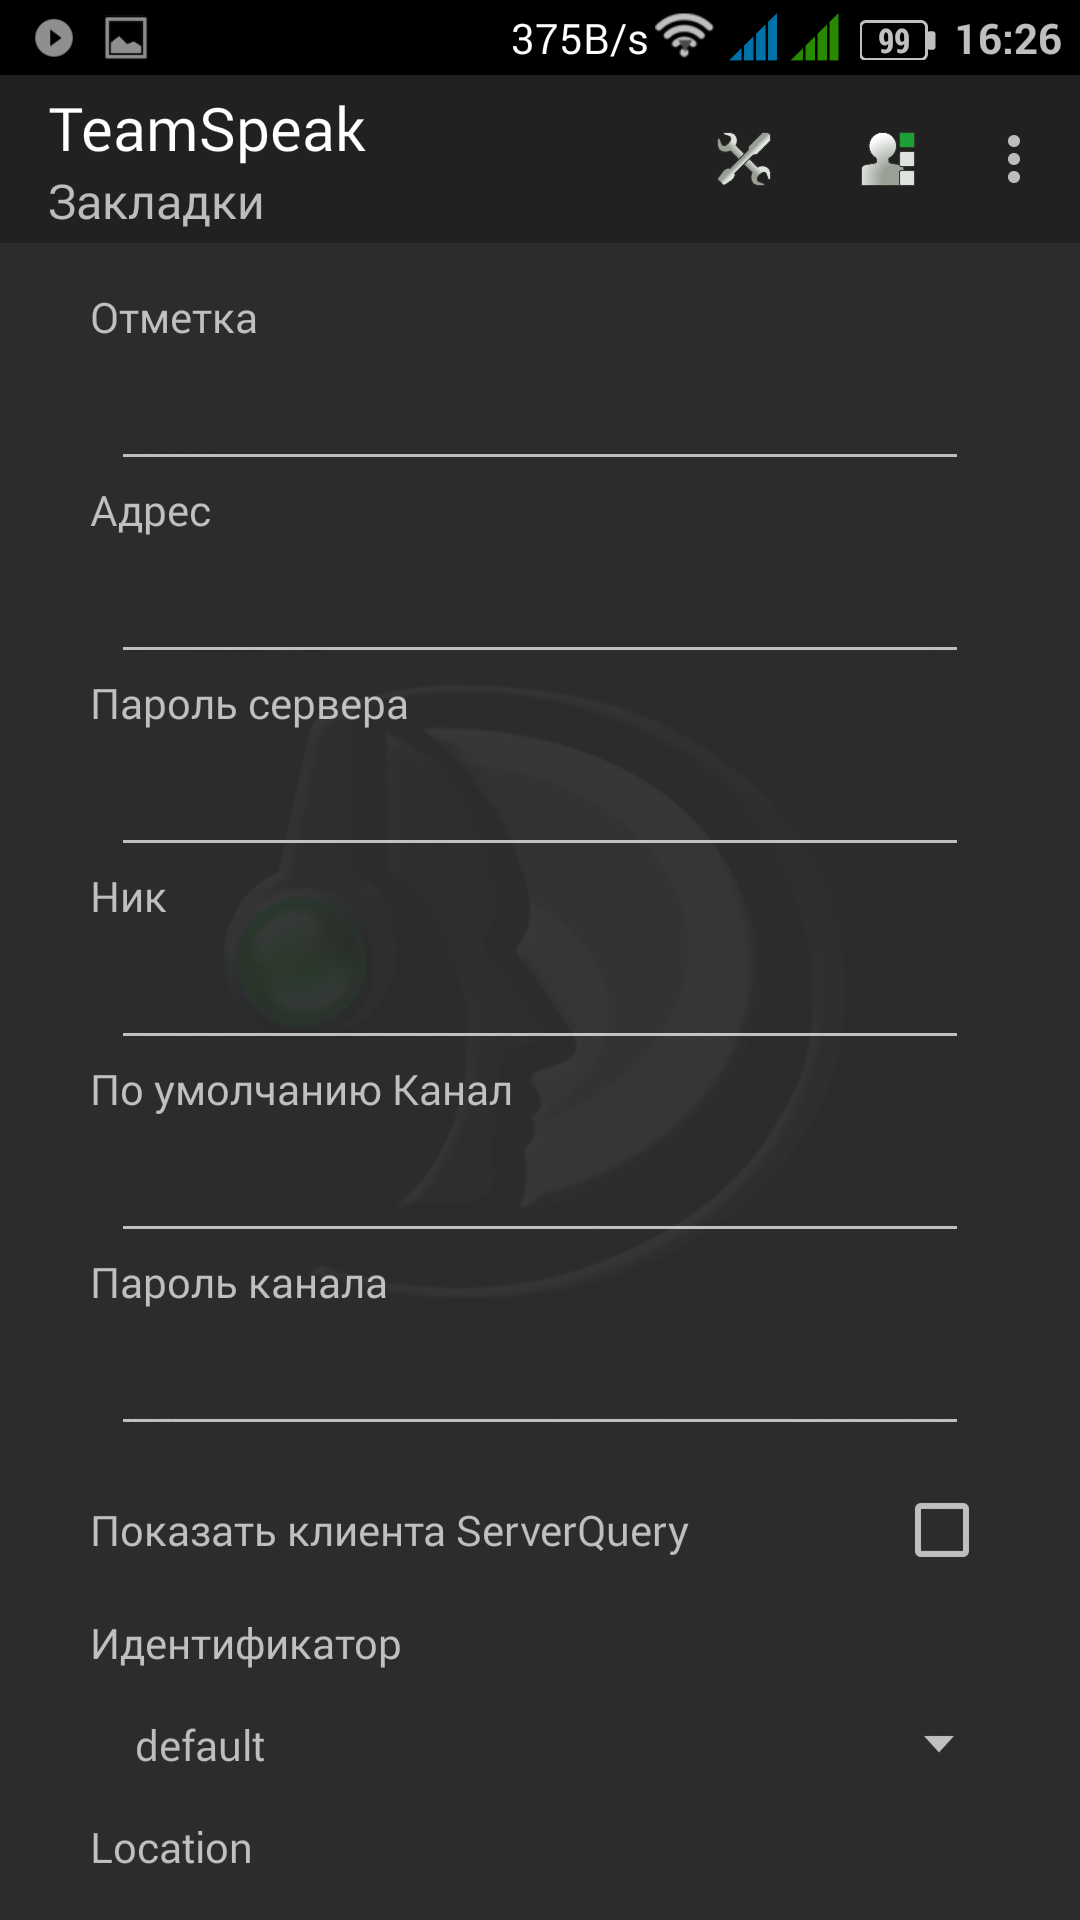 375B/s 99 16:26
TeamSpeak
Закладки
Отметка
Адрес
Пароль сервера
Ник
По умолчанию Канал
Пароль канала
Показать клиента ServerQuery
Идентификатор
default
Location